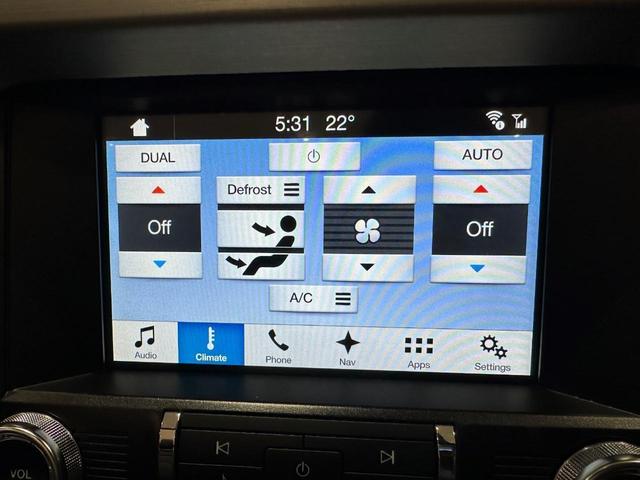 5:31 22°
DUAL
AUTO
Defrost
Off
Off
A/C
Audio
Climate
Phone
Nav
Apps
Settings
VOL